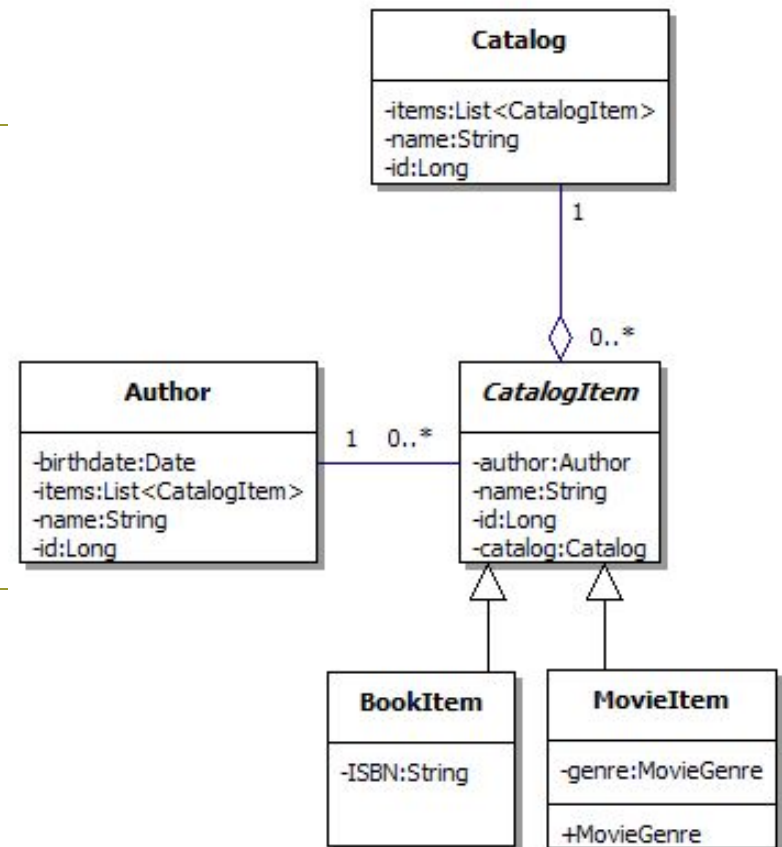 Catalog
-items:List<CatalogItem>
-name:String
-id:Long
1
0..*
Author
-birthdate:Date
-items:List<CatalogItem>
-name:String
-id:Long
1 0..*
CatalogItem
-author:Author
-name:String
-id:Long
-catalog:Catalog
BookItem
-ISBN:String
MovieItem
-genre:MovieGenre
+MovieGenre